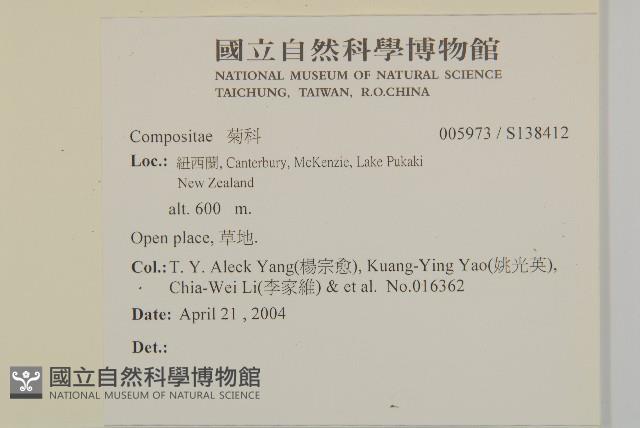 國立自然科學博物館
NATIONAL MUSEUM OF NATURAL SCIENCE
TAICHUNG, TAIWAN, R.O.CHINA
Compositae 菊科 005973 / S138412
Loc.: 紐西蘭, Canterbury, McKenzie, Lake Pukaki
New Zealand
alt. 600 m.
Open place, 草地.
Col.: T. Y. Aleck Yang(楊宗愈), Kuang-Ying Yao(姚光英),
Chia-Wei Li(李家維) & et al. No.016362
Date: April 21 , 2004
Det.:
國立自然科學博物館
NATIONAL MUSEUM OF NATURAL SCIENCE